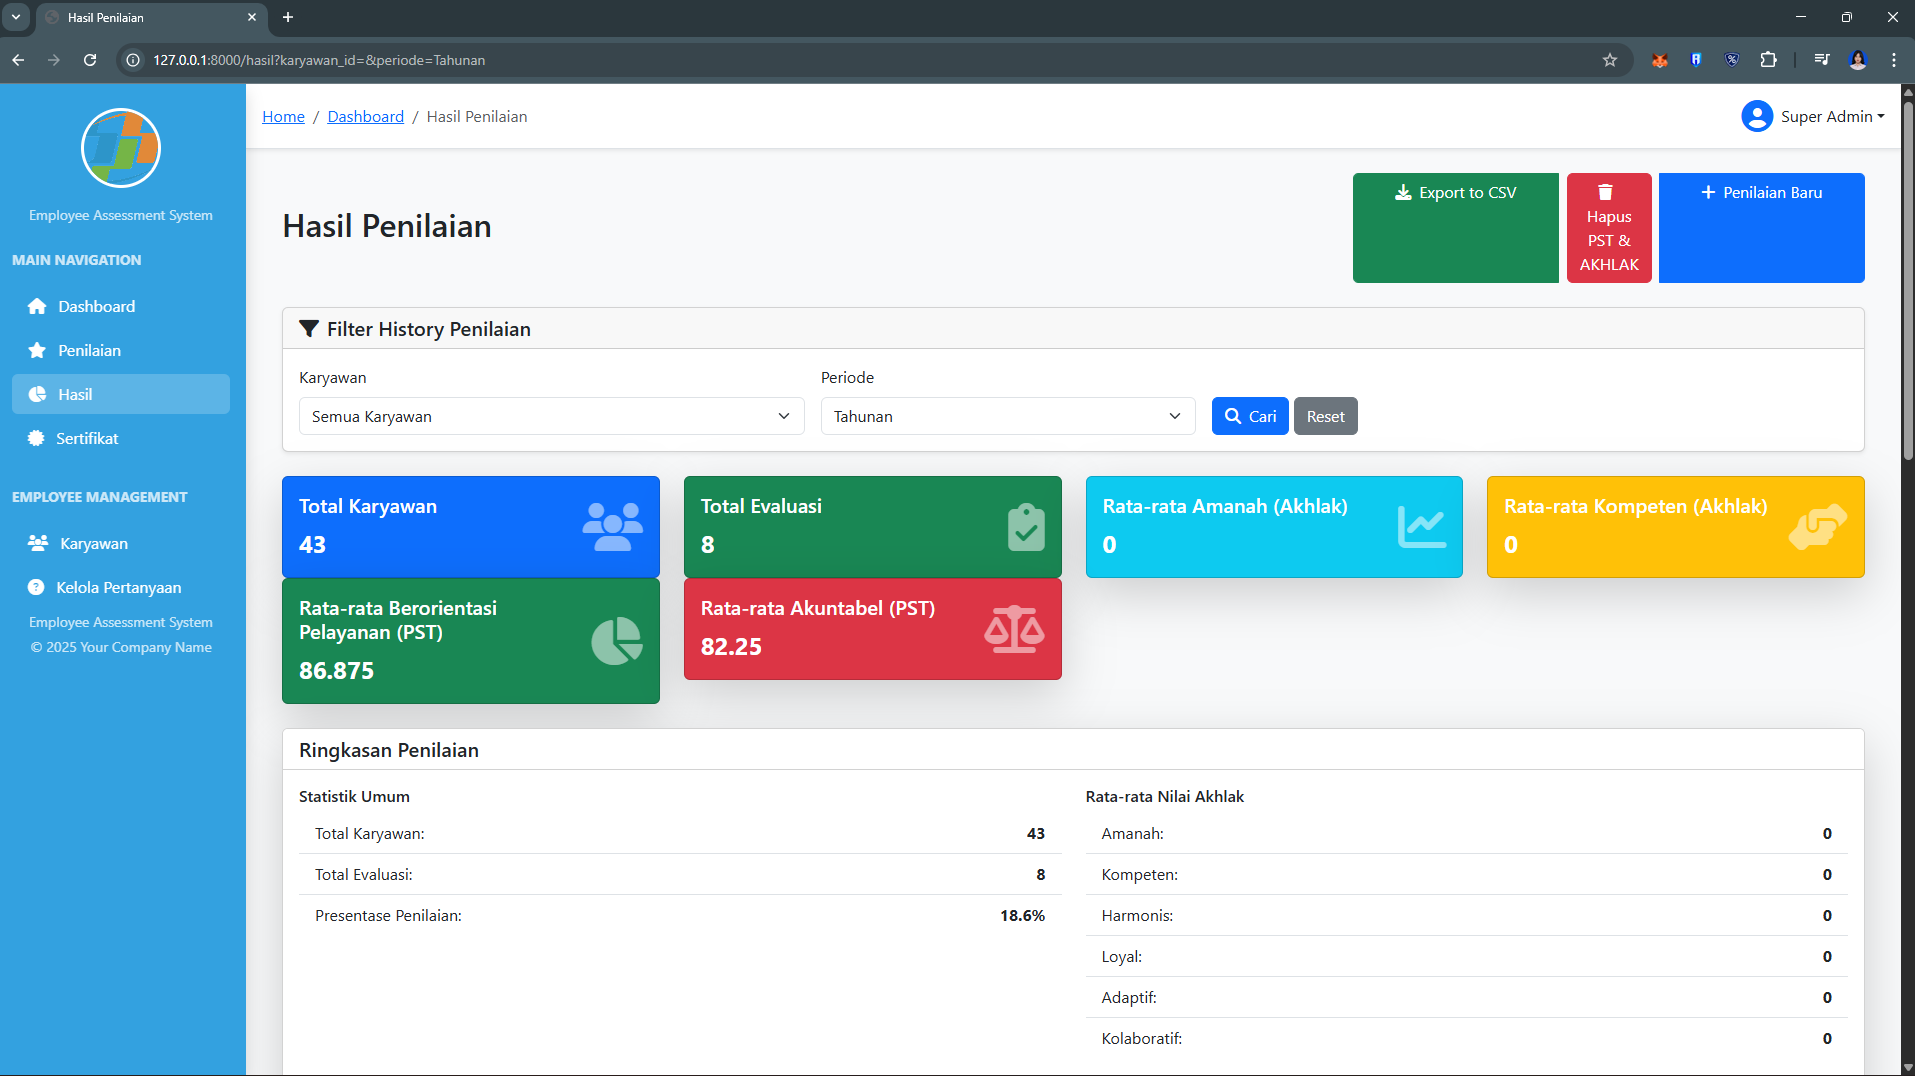 Hasil Penilaian
127.0.0.1:8000/hasil?karyawan_id=&periode=Tahunan
Employee Assessment System
MAIN NAVIGATION
Dashboard
Penilaian
Hasil
Sertifikat
EMPLOYEE MANAGEMENT
Karyawan
Kelola Pertanyaan
Employee Assessment System
© 2025 Your Company Name
Home / Dashboard / Hasil Penilaian
Super Admin
Hasil Penilaian
Export to CSV
Hapus
PST &
AKHLAK
Penilaian Baru
Filter History Penilaian
Karyawan
Semua Karyawan
Periode
Tahunan
Cari
Reset
Total Karyawan
43
Total Evaluasi
8
Rata-rata Amanah (Akhlak)
0
Rata-rata Kompeten (Akhlak)
0
Rata-rata Berorientasi
Pelayanan (PST)
86.875
Rata-rata Akuntabel (PST)
82.25
Ringkasan Penilaian
Statistik Umum
Total Karyawan: 43
Total Evaluasi: 8
Presentase Penilaian: 18.6%
Rata-rata Nilai Akhlak
Amanah: 0
Kompeten: 0
Harmonis: 0
Loyal: 0
Adaptif: 0
Kolaboratif: 0